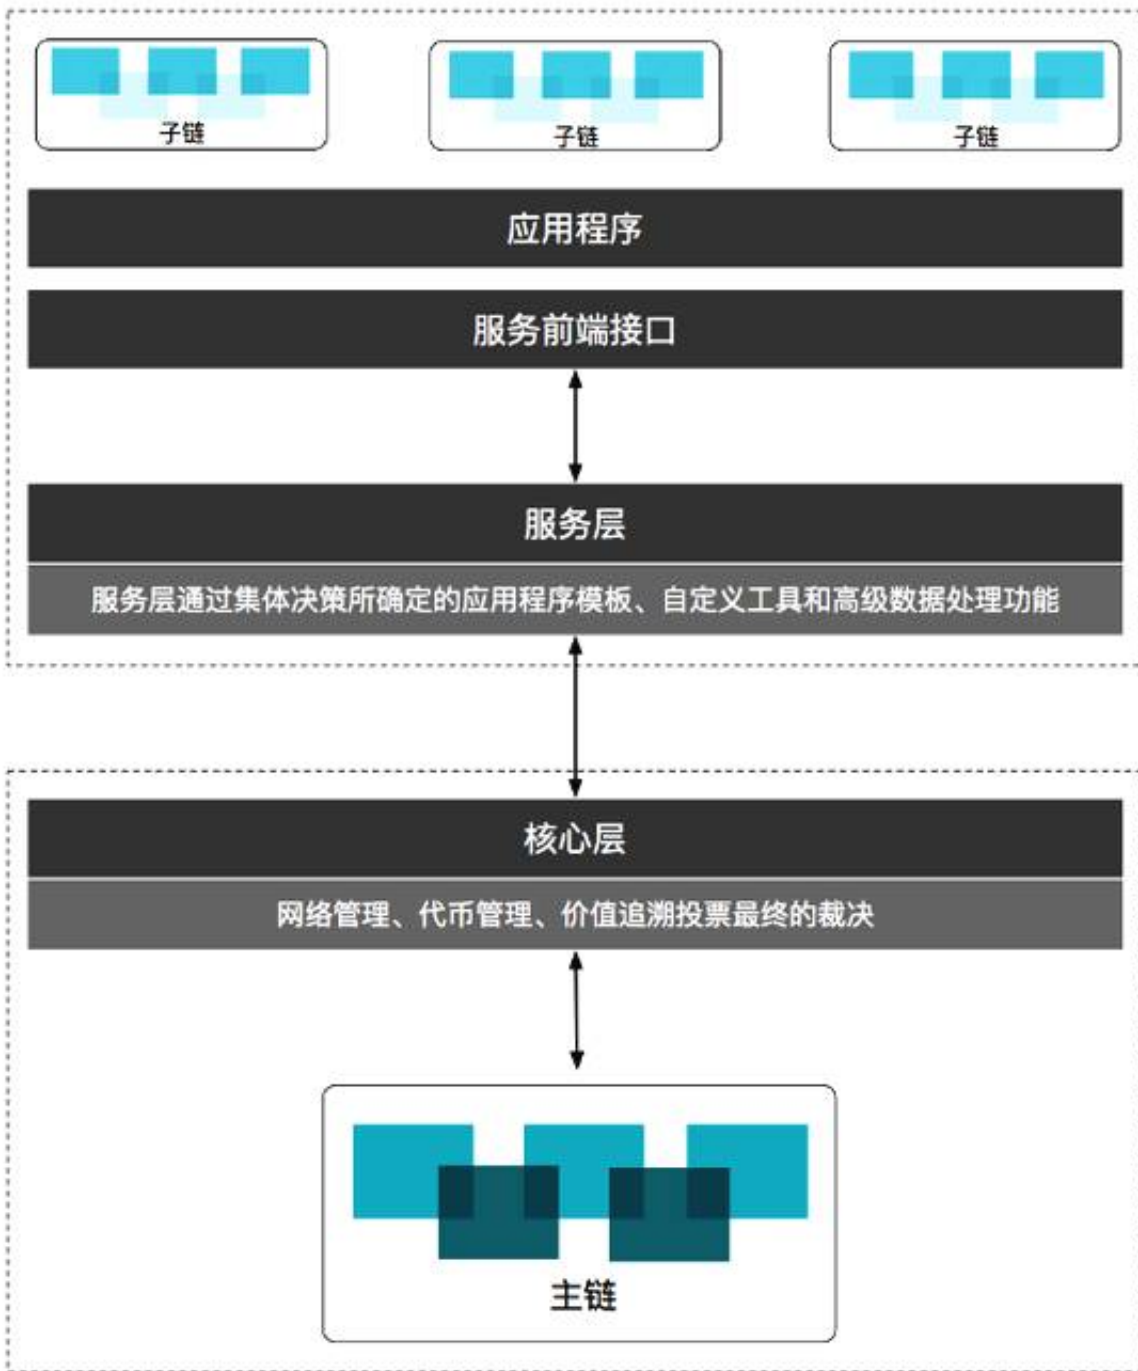 子链
子链
子链
应用程序
服务前端接口
服务层
服务层通过集体决策所确定的应用程序模板、自定义工具和高级数据处理功能
核心层
网络管理、代币管理、价值追溯投票最终的裁决
主链